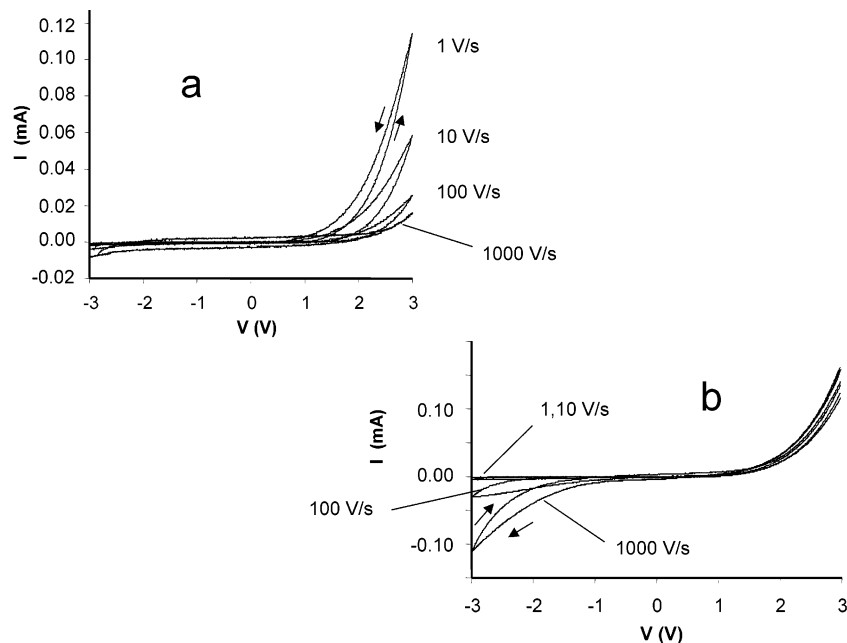 0.12
1 V/s
0.10
a
0.08
I (mA)
0.06
10 V/s
0.04
100 V/s
0.02
0.00
1000 V/s
-0.02
-3 -2 -1 0 1 2 3
V (V)
b
1,10 V/s
0.10
I (mA)
0.00
100 V/s
-0.10
1000 V/s
-3 -2 -1 0 1 2 3
V (V)